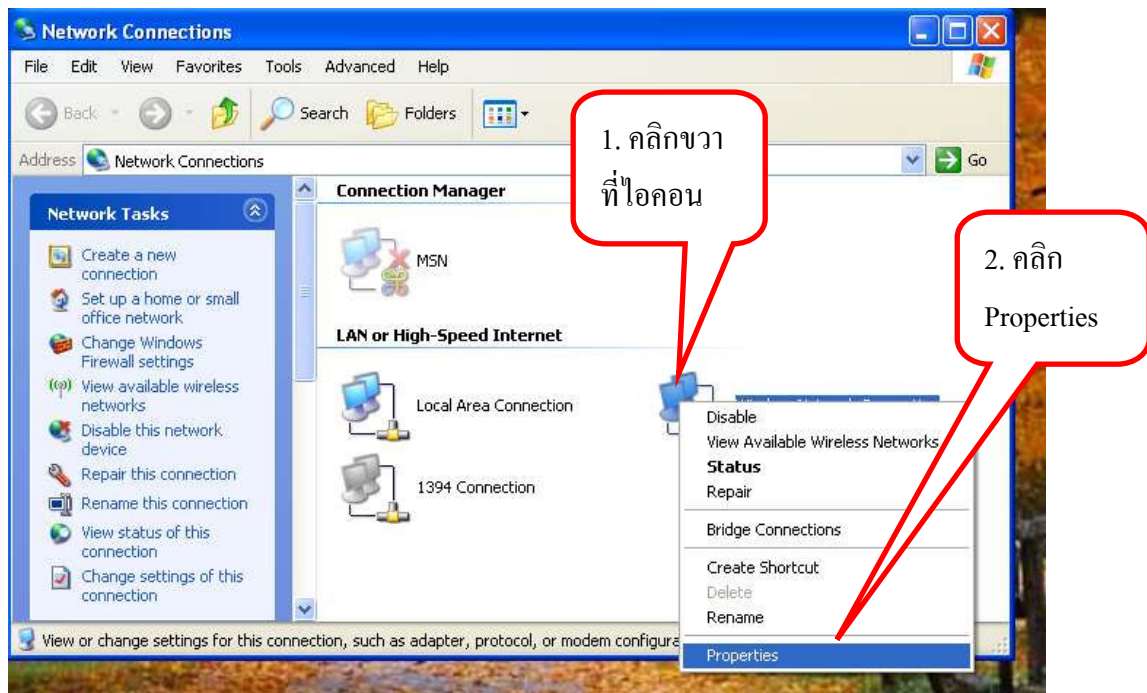 Network Connections
File Edit View Favorites Tools Advanced Help
Back
Search
Folders
Address
Network Connections
Go
Network Tasks
Create a new
connection
Set up a home or small
office network
Change Windows
Firewall settings
View available wireless
networks
Disable this network
device
Repair this connection
Rename this connection
View status of this
connection
Change settings of this
connection
Connection Manager
MSN
LAN or High-Speed Internet
Local Area Connection
1394 Connection
1. คลิกขวา
ที่ไอคอน
2. คลิก
Properties
Disable
View Available Wireless Networks
Status
Repair
Bridge Connections
Create Shortcut
Delete
Rename
Properties
View or change settings for this connection, such as adapter, protocol, or modem configura